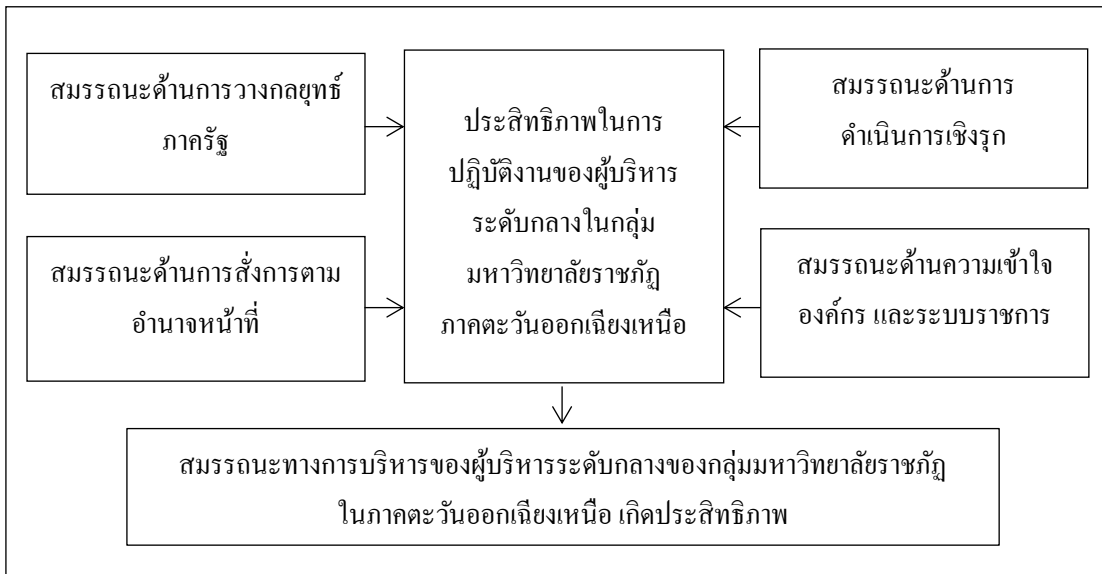 สมรรถนะด้านการวางกลยุทธ์
ภาครัฐ
สมรรถนะด้านการสั่งการตาม
อำนาจหน้าที่
ประสิทธิภาพในการ
ปฏิบัติงานของผู้บริหาร
ระดับกลางในกลุ่ม
มหาวิทยาลัยราชภัฏ
ภาคตะวันออกเฉียงเหนือ
สมรรถนะด้านการ
ดำเนินการเชิงรุก
สมรรถนะด้านความเข้าใจ
องค์กร และระบบราชการ
สมรรถนะทางการบริหารของผู้บริหารระดับกลางของกลุ่มมหาวิทยาลัยราชภัฏ
ในภาคตะวันออกเฉียงเหนือ เกิดประสิทธิภาพ